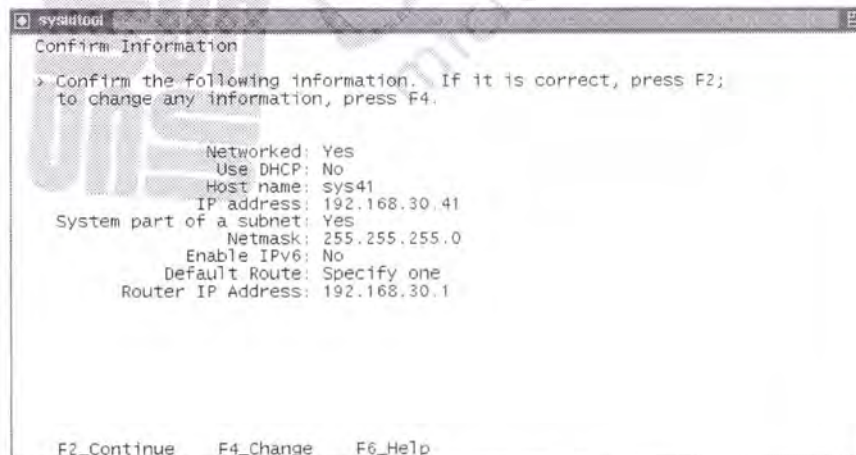 sysidtool
Confirm Information
> Confirm the following information. If it is correct, press F2;
to change any information, press F4.
Networked: Yes
Use DHCP: No
Host name: sys41
IP address: 192.168.30.41
System part of a subnet: Yes
Netmask: 255.255.255.0
Enable IPv6: No
Default Route: Specify one
Router IP Address: 192.168.30.1
F2_Continue F4_Change F6_Help